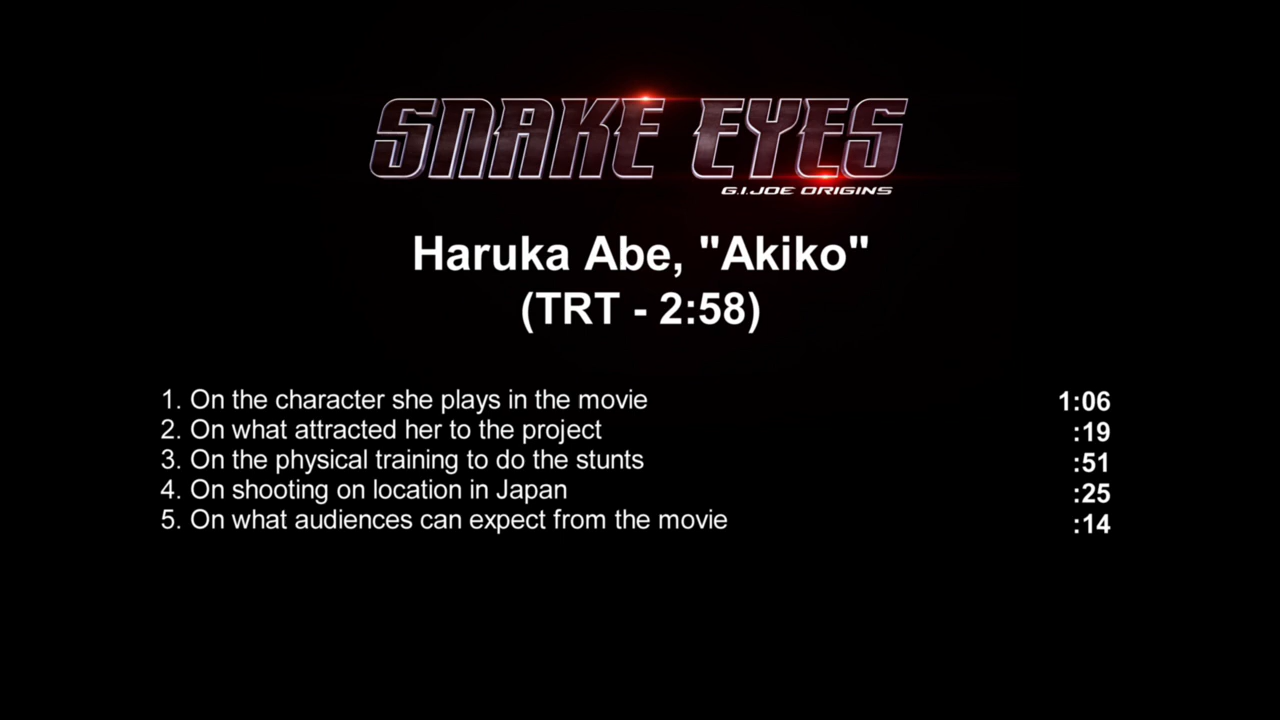 SNAKE EYES
G.I.JOE ORIGINS
Haruka Abe, "Akiko"
(TRT - 2:58)
1. On the character she plays in the movie 1:06
2. On what attracted her to the project :19
3. On the physical training to do the stunts :51
4. On shooting on location in Japan :25
5. On what audiences can expect from the movie :14